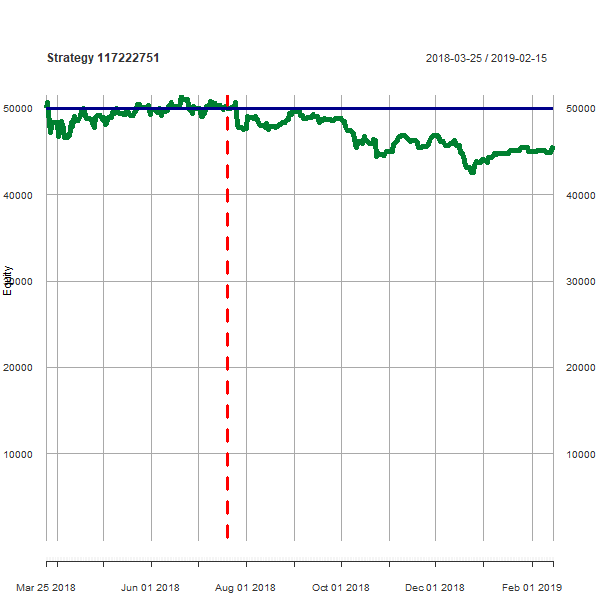 Strategy 117222751
2018-03-25 / 2019-02-15
50000
50000
40000
40000
30000
30000
20000
20000
10000
10000
Equity
Mar 25 2018
Jun 01 2018
Aug 01 2018
Oct 01 2018
Dec 01 2018
Feb 01 2019